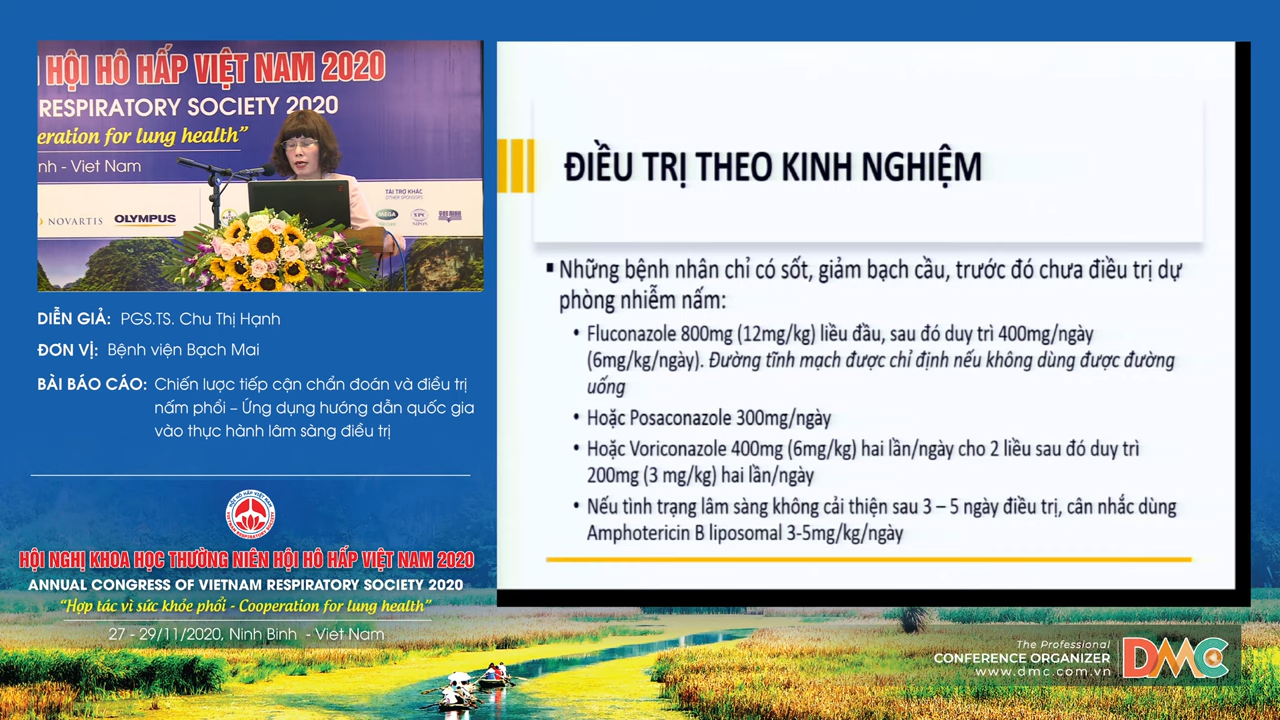 HỘI HÔ HẤP VIỆT NAM 2020
RESPIRATORY SOCIETY 2020
eration for lung health”
nh - Viet Nam
TÀI TRỢ KHÁC
OTHER SPONSORS
NOVARTIS
OLYMPUS
MEGA
DIỄN GIẢ: PGS.TS. Chu Thị Hạnh
ĐƠN VỊ: Bệnh viện Bạch Mai
BÀI BÁO CÁO: Chiến lược tiếp cận chẩn đoán và điều trị
nấm phổi – Ứng dụng hướng dẫn quốc gia
vào thực hành lâm sàng điều trị
HỘI NGHỊ KHOA HỌC THƯỜNG NIÊN HỘI HÔ HẤP VIỆT NAM 2020
ANNUAL CONGRESS OF VIETNAM RESPIRATORY SOCIETY 2020
“Hợp tác vì sức khỏe phổi - Cooperation for lung health”
27 - 29/11/2020, Ninh Binh - Viet Nam
ĐIỀU TRỊ THEO KINH NGHIỆM
▪ Những bệnh nhân chỉ có sốt, giảm bạch cầu, trước đó chưa điều trị dự
phòng nhiễm nấm:
• Fluconazole 800mg (12mg/kg) liều đầu, sau đó duy trì 400mg/ngày
(6mg/kg/ngày). Đường tĩnh mạch được chỉ định nếu không dùng được đường
uống
• Hoặc Posaconazole 300mg/ngày
• Hoặc Voriconazole 400mg (6mg/kg) hai lần/ngày cho 2 liều sau đó duy trì
200mg (3 mg/kg) hai lần/ngày
• Nếu tình trạng lâm sàng không cải thiện sau 3 – 5 ngày điều trị, cân nhắc dùng
Amphotericin B liposomal 3-5mg/kg/ngày
The Professional
CONFERENCE ORGANIZER
www.dmc.com.vn
DMC